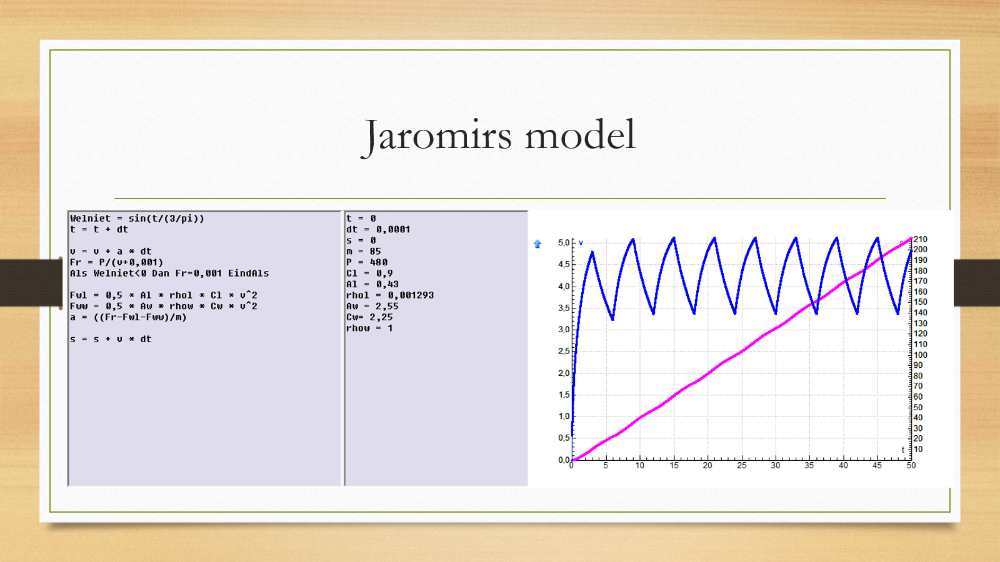 Jaromirs model
Welniet = sin(t/(3/pi))
t = t + dt
v = v + a * dt
Fr = P/(v+0,001)
Als Welniet<0 Dan Fr=0,001 EindAls
Fwl = 0,5 * Al * rhol * Cl * v^2
Fww = 0,5 * Aw * rhow * Cw * v^2
a = ((Fr-Fwl-Fww)/m)
s = s + v * dt
t = 0
dt = 0,0001
s = 0
m = 85
P = 480
Cl = 0,9
Al = 0,43
rhol = 0,001293
Aw = 2,55
Cw= 2,25
rhow = 1
v
s
t
5,0
4,5
4,0
3,5
3,0
2,5
2,0
1,5
1,0
0,5
0,0
0 5 10 15 20 25 30 35 40 45 50
210
200
190
180
170
160
150
140
130
120
110
100
90
80
70
60
50
40
30
20
10